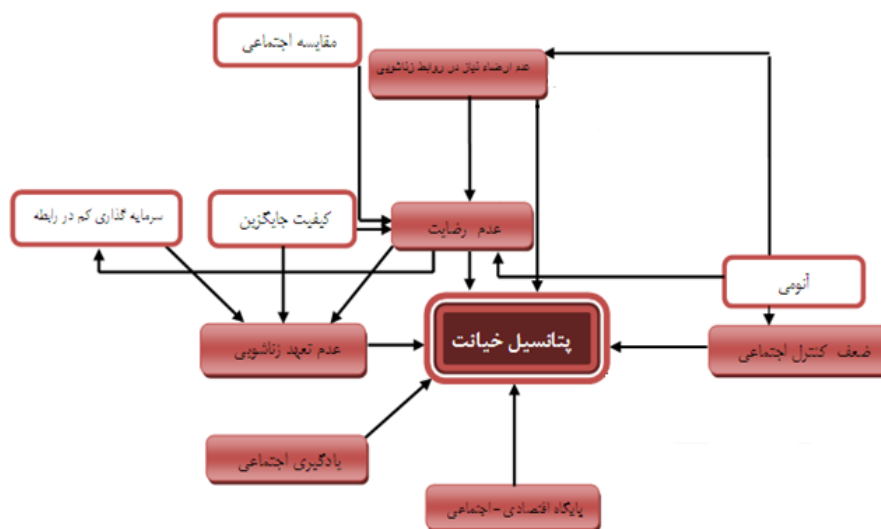 مقایسه اجتماعی
عدم ارضاء نیاز در روابط زناشویی
سرمایه گذاری کم در رابطه
کیفیت جایگزین
عدم رضایت
آنومی
عدم تعهد زناشویی
پتانسیل خیانت
ضعف کنترل اجتماعی
یادگیری اجتماعی
پایگاه اقتصادی-اجتماعی